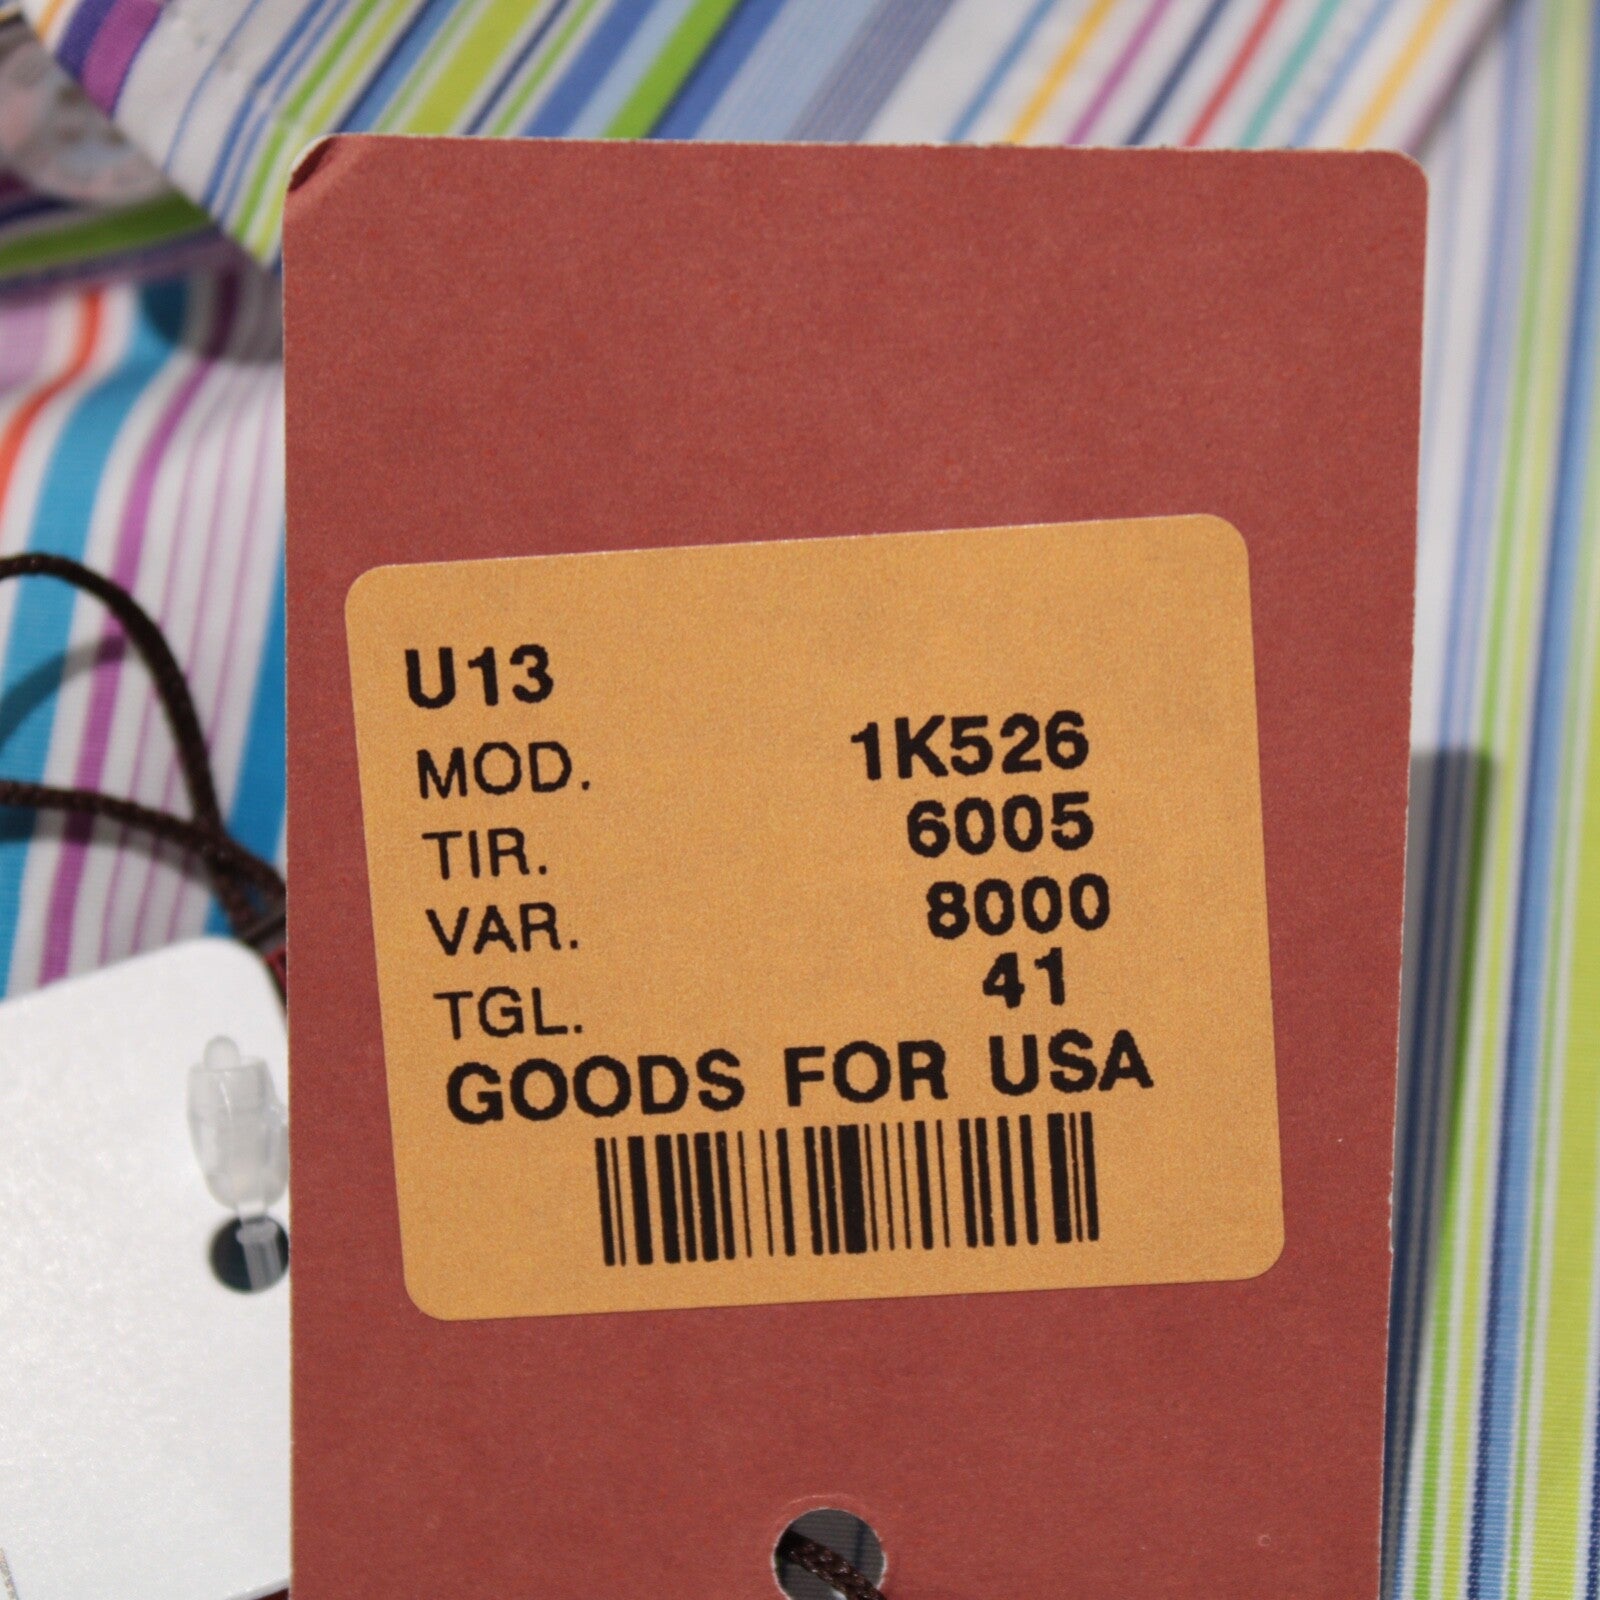 U13
MOD. 1K526
TIR. 6005
VAR. 8000
TGL. 41
GOODS FOR USA